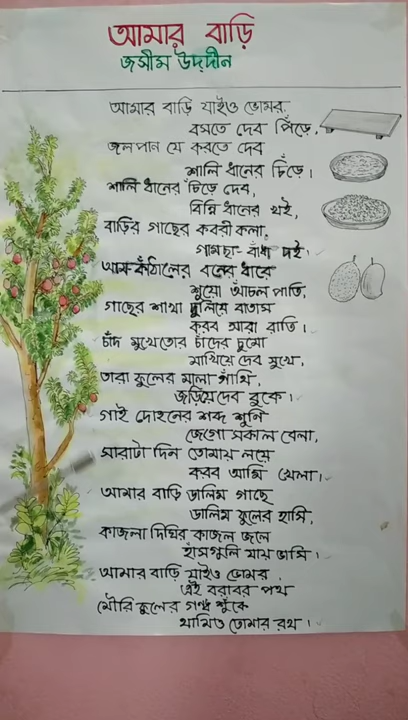 আমার বাড়ি
জসীম উদ্‌দীন
আমার বাড়ি যাইও ভোমর,
বসতে দেব পিঁড়ে,
জলপান যে করতে দেব
শালি ধানের চিঁড়ে।
শালি ধানের চিঁড়ে দেব,
বিন্নি ধানের খই,
বাড়ির গাছের কবরী কলা,
গামছা বাঁধা দই।
আম-কাঁঠালের বনের ধারে
শুয়ো আঁচল পাতি,
গাছের শাখা দুলিয়ে বাতাস
করব সারা রাতি।
চাঁদ মুখে তোর চাঁদের চুমো
মাখিয়ে দেব সুখে,
তারা ফুলের মালা গাঁথি,
জড়িয়ে দেব বুকে।
গাই দোহনের শব্দ শুনি
জেগো সকাল বেলা,
সারাটা দিন তোমায় লয়ে
করব আমি খেলা।
আমার বাড়ি ডালিম গাছে
ডালিম ফুলের হাসি,
কাজলা দিঘির কাজল জলে
হাঁসগুলি যায় ভাসি।
আমার বাড়ি যাইও ভোমর,
এই বরাবর পথ
মৌরি ফুলের গন্ধ শুঁকে
থামিও তোমার রথ।